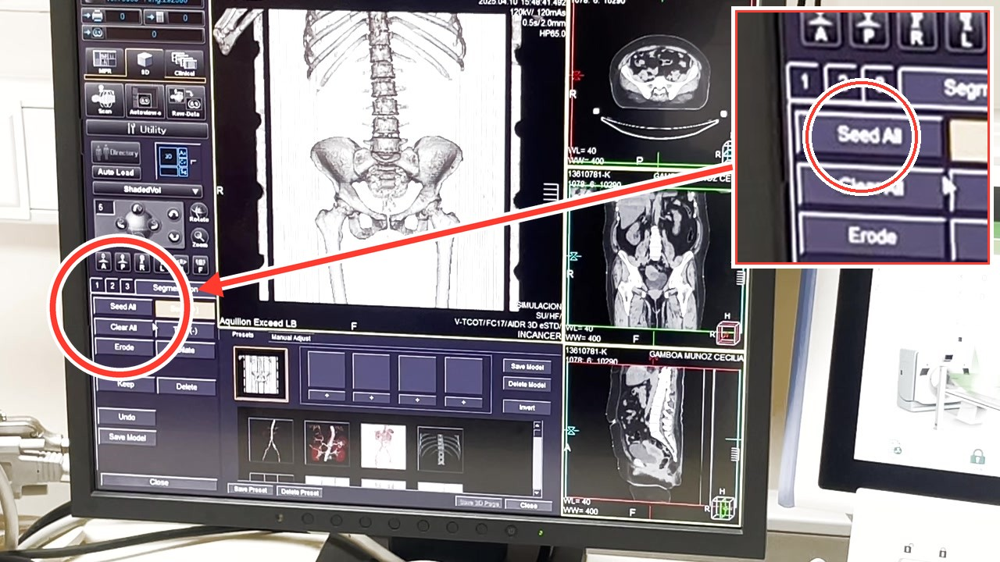 0
0
0
MPR
3D
Clinical
Scan
Autoview-e
Raw-Data
Utility
Directory
Auto Load
ShadedVol
5
Rotate
Zoom
A
P
R
F
1 2 3
Seed All
Clear All
Erode
Keep
Delete
Undo
Save Model
Close
2025.04.10 15:48:41.492
120kV/ 120mAs
0.5s/2.0mm
HP65.0
R
SIMULACION
SU/HF/
V-TCOT/FC17/AIDR 3D eSTD/
INCANCER
Aquilion Exceed LB
F
Presets
Manual Adjust
Save Model
Delete Model
Invert
Save Preset
Delete Preset
Save 3D Page
Close
1078: 6: 10290
R
WL= 40
WW= 400
P
R
13610781-K
1078: 6: 10290
R
WL= 40
WW= 400
F
H
R
13610781-K
GAMBOA MUNOZ CECILIA
1078: 6: 10290
A
WL= 40
WW= 400
F
H
R
A
P
R
L
1
Seed All
Clear All
Erode